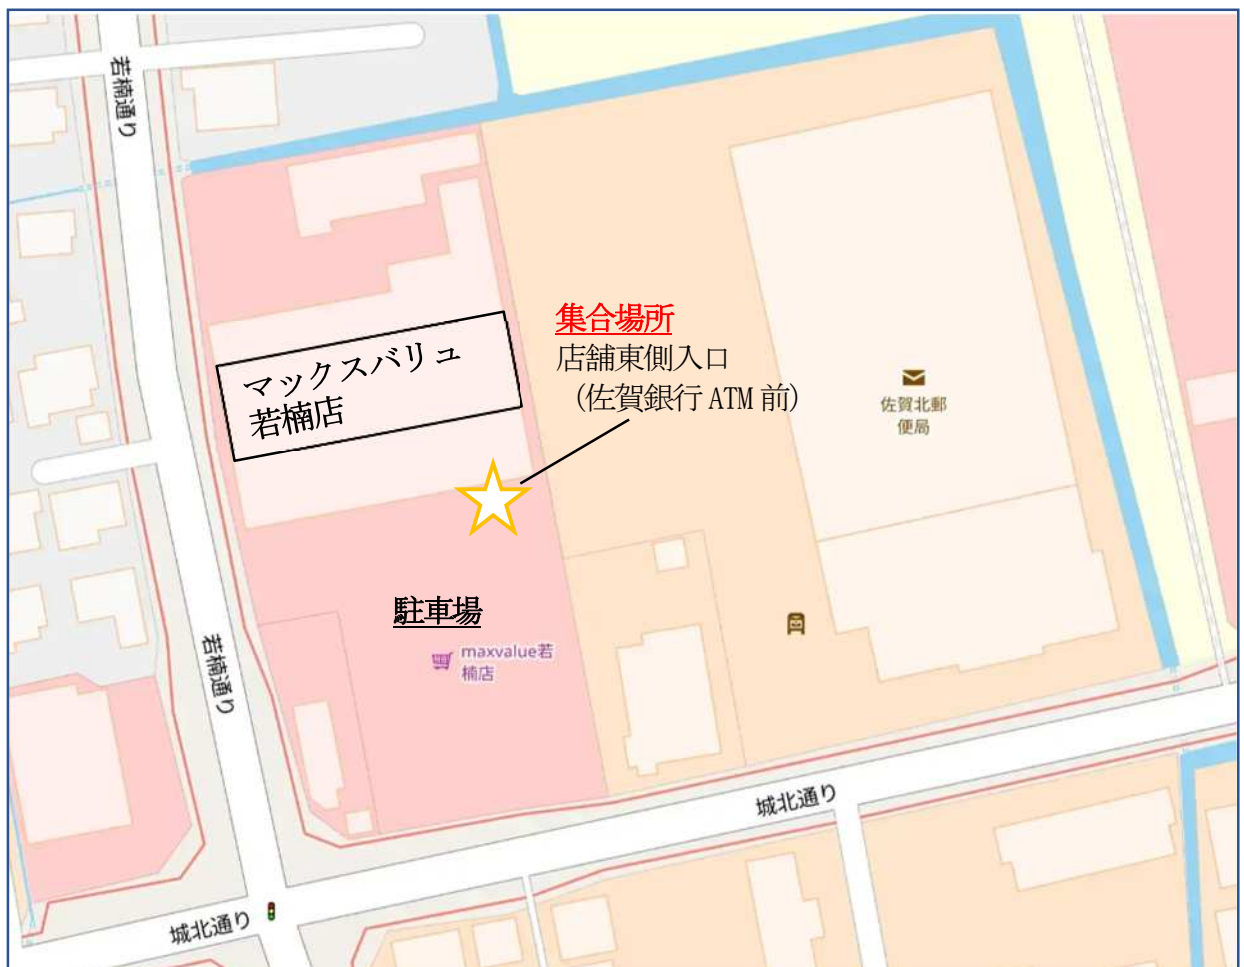 若楠通り
集合場所
店舗東側入口
(佐賀銀行 ATM 前)
マックスバリュ
若楠店
佐賀北郵
便局
駐車場
maxvalue若
楠店
若楠通り
城北通り
城北通り